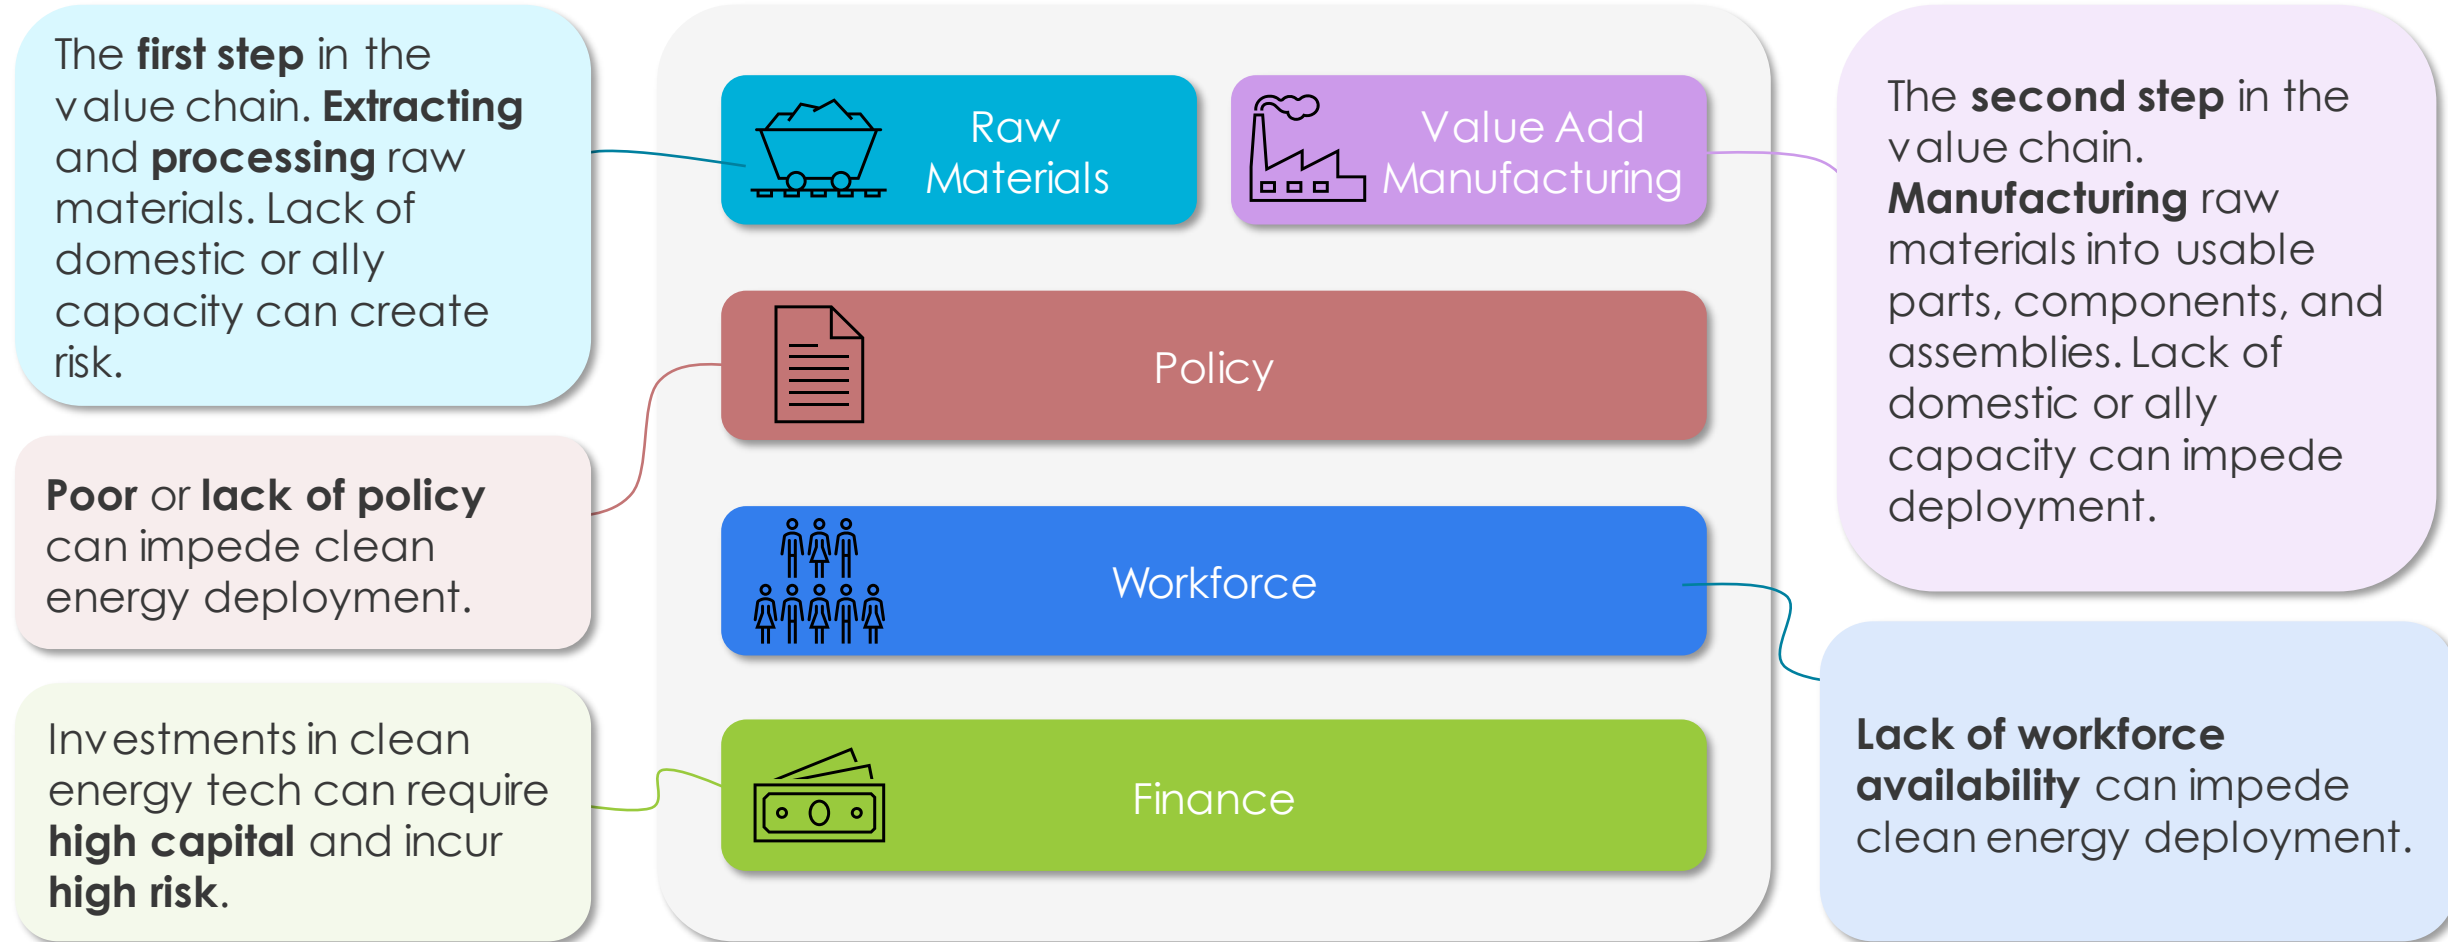 The first step in the
value chain. Extracting
and processing raw
materials. Lack of
domestic or ally
capacity can create
risk.
Poor or lack of policy
can impede clean
energy deployment.
Investments in clean
energy tech can require
high capital and incur
high risk.
Raw
Materials
Value Add
Manufacturing
Policy
Workforce
Finance
The second step in the
value chain.
Manufacturing raw
materials into usable
parts, components, and
assemblies. Lack of
domestic or ally
capacity can impede
deployment.
Lack of workforce
availability can impede
clean energy deployment.